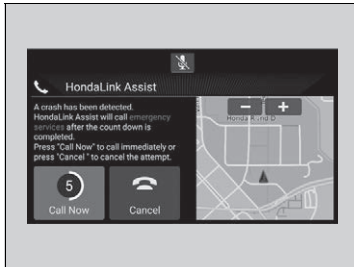 HondaLink Assist
A crash has been detected.
HondaLink Assist will call emergency
services after the count down is
completed.
Press "Call Now" to call immediately or
press "Cancel" to cancel the attempt.
5
Call Now
Cancel
− +
Honda R